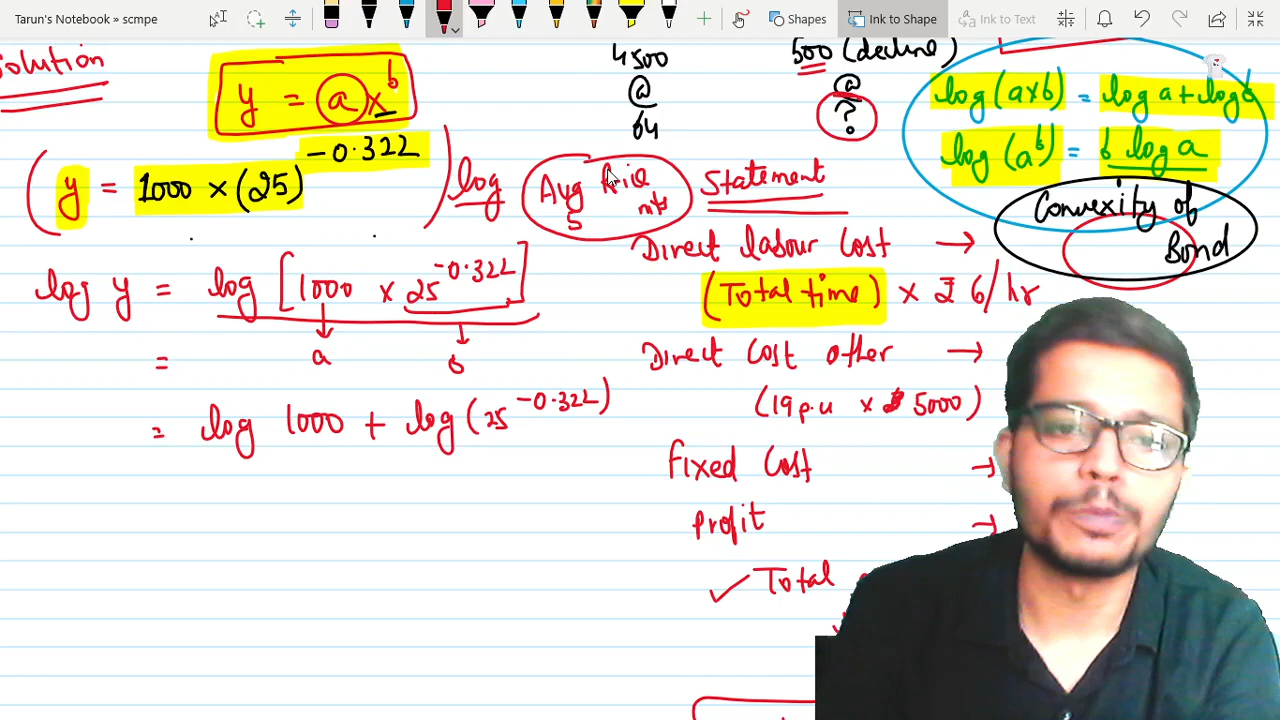 Tarun's Notebook » scmpe
Shapes
Ink to Shape
Ink to Text
Solution
y = a x^b
4500
@
64
500 (decline)
@
?
log (a×b) = log a + log b
log (a^b) = b log a
(y = 1000 × (25)^-0.322) log
Avg
5
Statement
Convexity of
Bond
Direct labour cost →
(Total time) × ₹ 6/hr
log y = log [1000 × 25^-0.322]
a
b
=
= log 1000 + log (25^-0.322)
Direct Cost other →
(19 p.u × 5000)
Fixed Cost →
Profit →
✓ Total